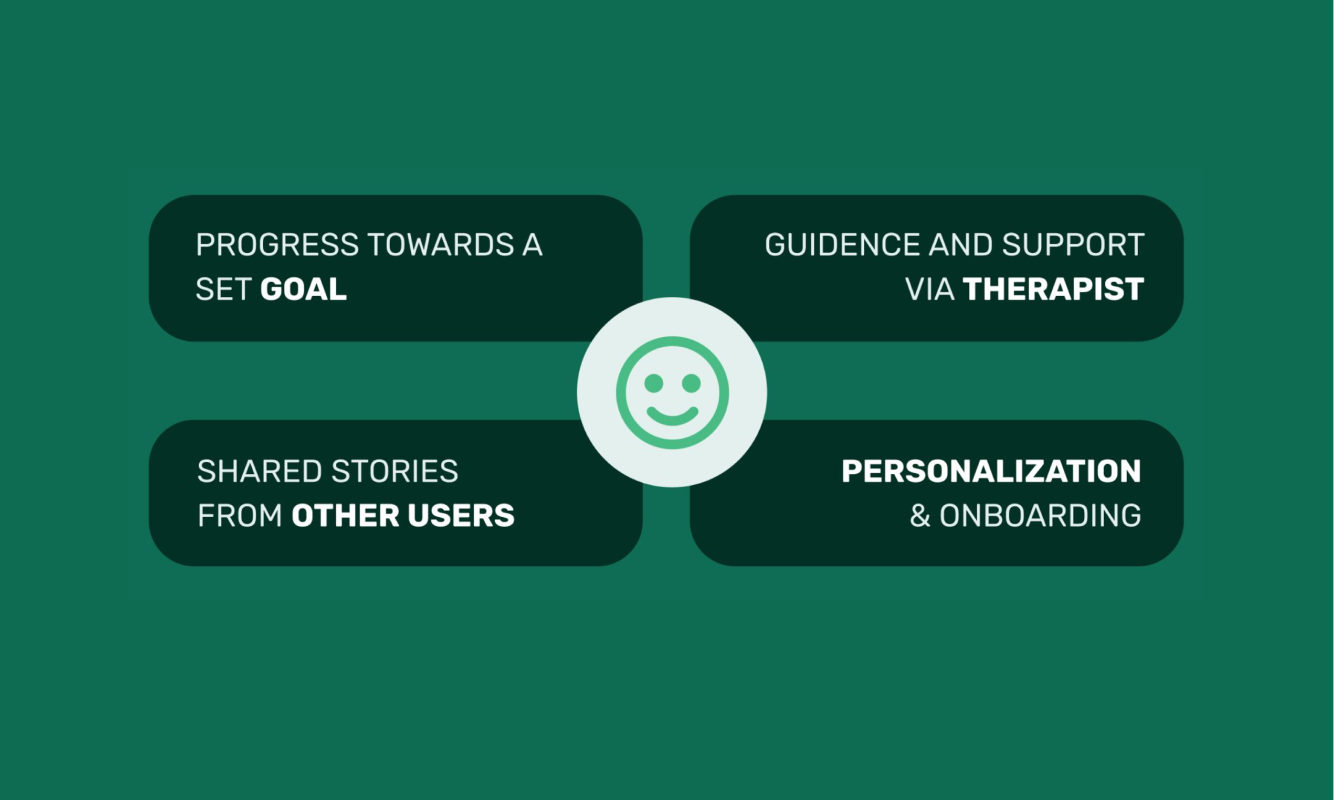 PROGRESS TOWARDS A
SET GOAL
GUIDENCE AND SUPPORT
VIA THERAPIST
SHARED STORIES
FROM OTHER USERS
PERSONALIZATION
& ONBOARDING